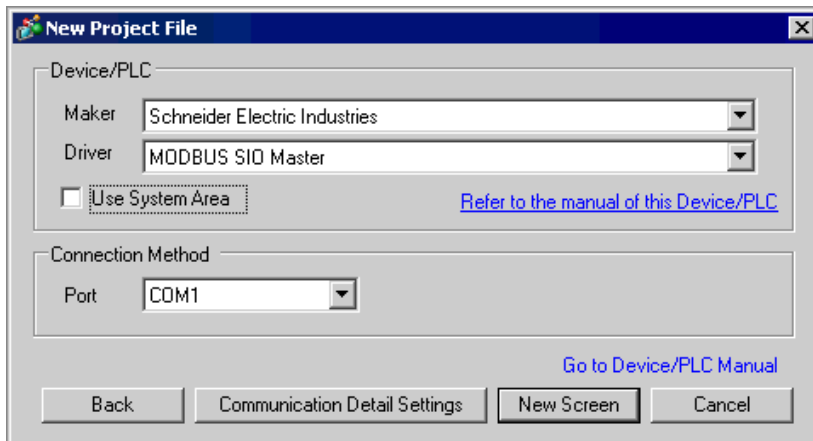 New Project File
Device/PLC
Maker Schneider Electric Industries
Driver MODBUS SIO Master
Use System Area Refer to the manual of this Device/PLC
Connection Method
Port COM1
Go to Device/PLC Manual
Back Communication Detail Settings New Screen Cancel